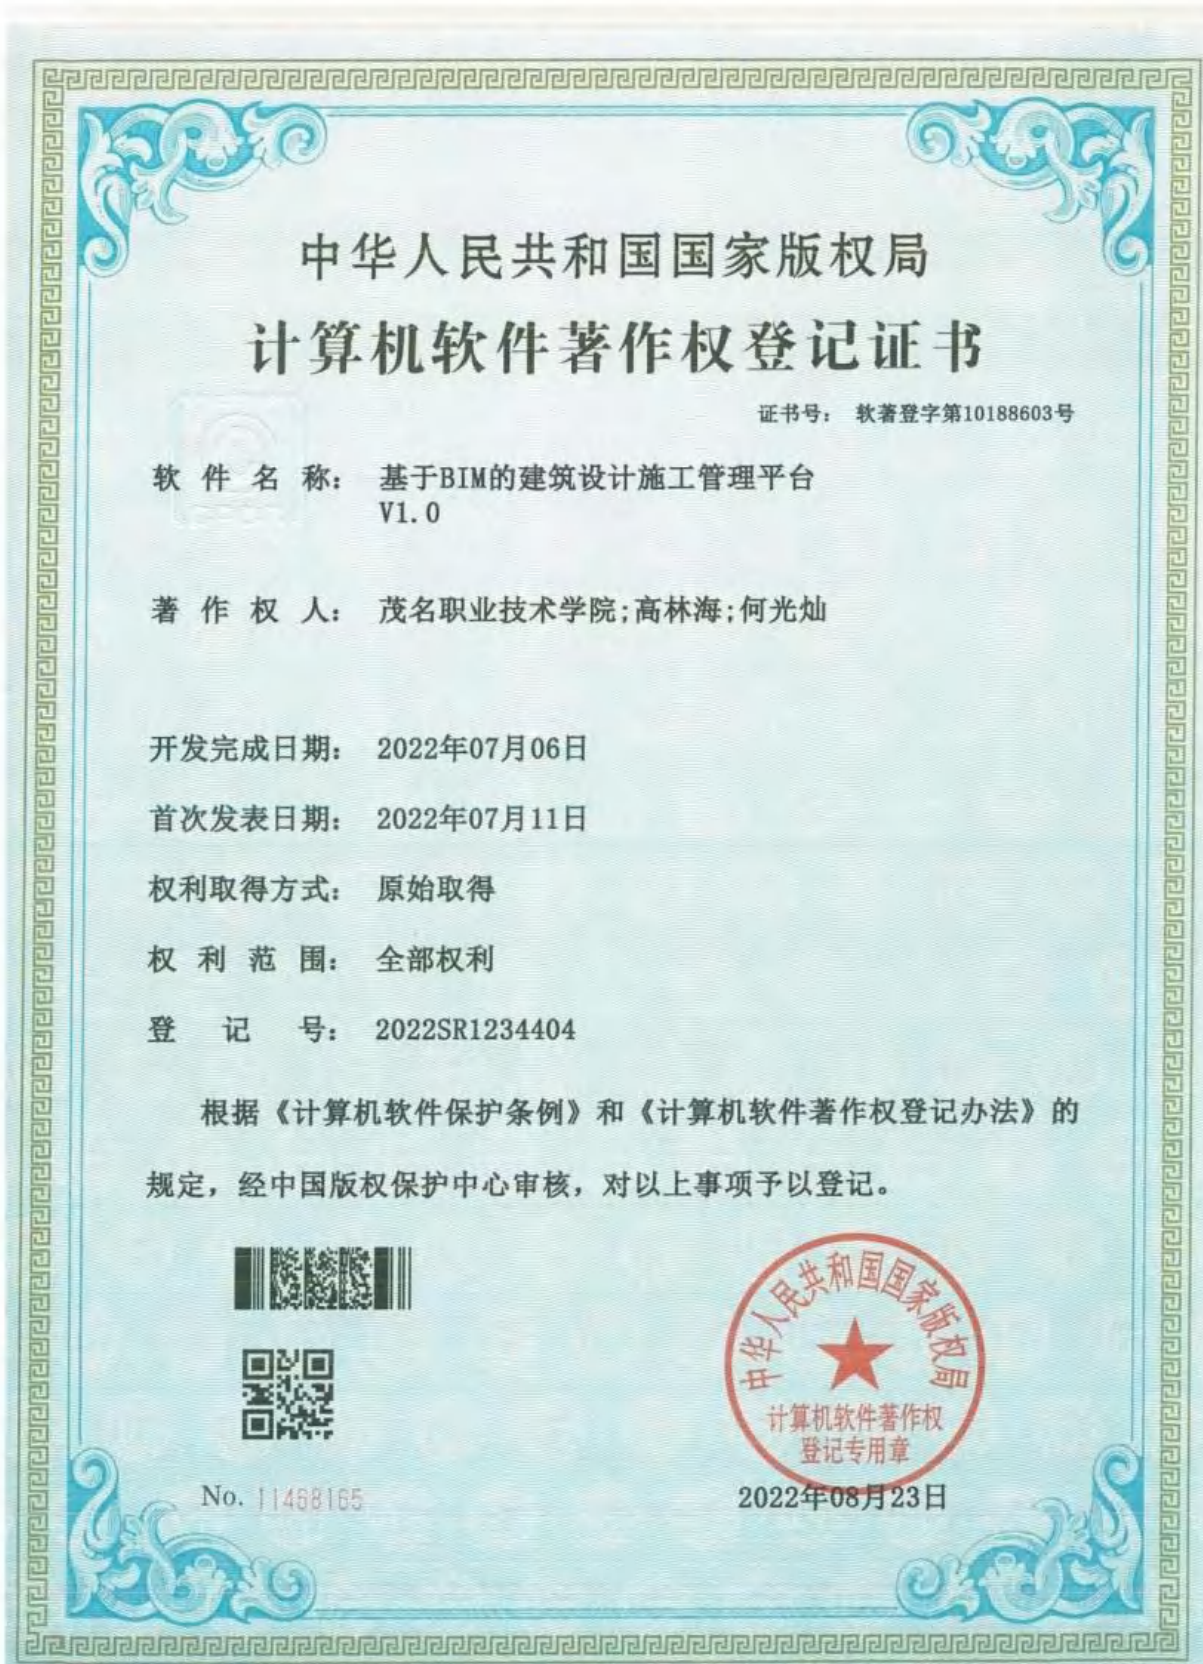 中华人民共和国国家版权局
计算机软件著作权登记证书
证书号： 软著登字第10188603号
软件名称： 基于BIM的建筑设计施工管理平台
V1.0
著作权人： 茂名职业技术学院;高林海;何光灿
开发完成日期： 2022年07月06日
首次发表日期： 2022年07月11日
权利取得方式： 原始取得
权利范围： 全部权利
登记号： 2022SR1234404
根据《计算机软件保护条例》和《计算机软件著作权登记办法》的
规定，经中国版权保护中心审核，对以上事项予以登记。
中华人民共和国国家版权局
计算机软件著作权
登记专用章
No. 11468165
2022年08月23日